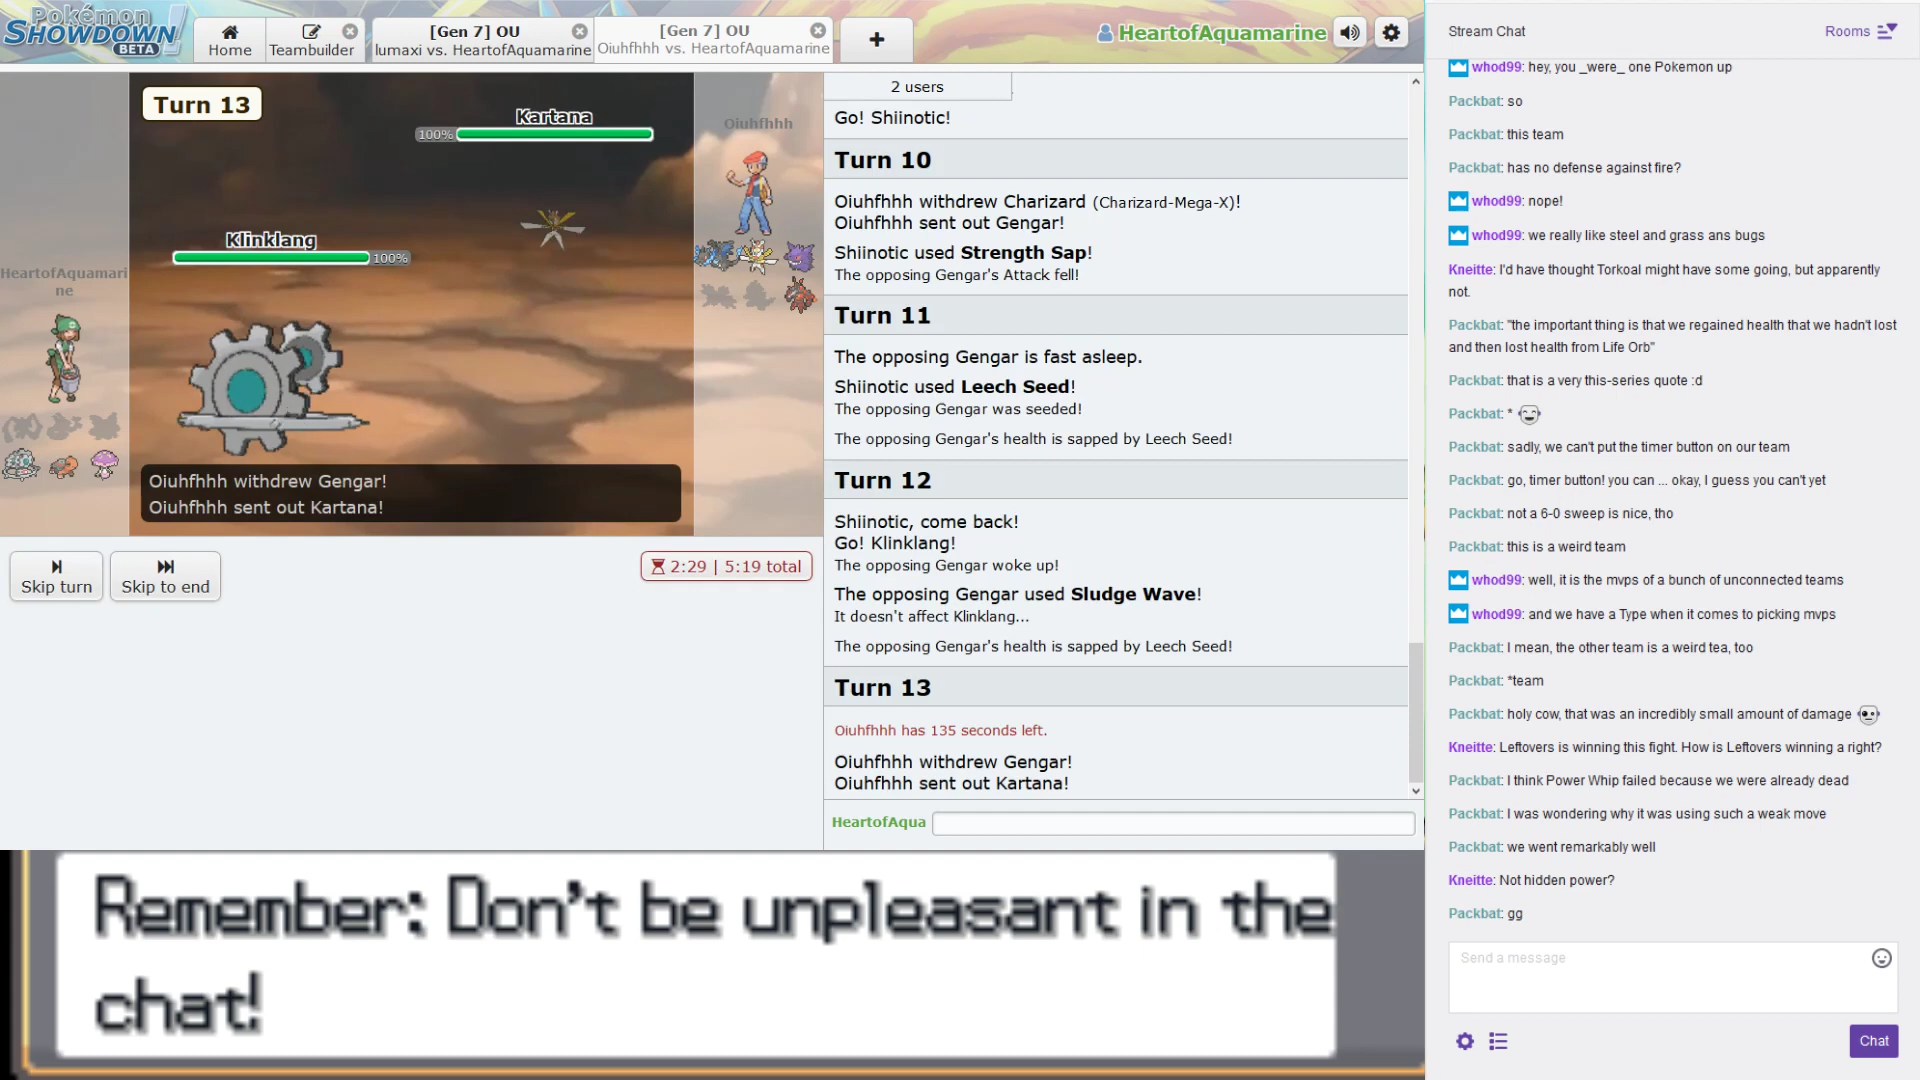 Pokémon
SHOWDOWN!
BETA
Home
Teambuilder
[Gen 7] OU
lumaxi vs. HeartofAquamarine
[Gen 7] OU
Oiuhfhhh vs. HeartofAquamarine
+
HeartofAquamarine
Turn 13
Kartana
100%
Klinklang
100%
HeartofAquamari
ne
Oiuhfhhh
Oiuhfhhh withdrew Gengar!
Oiuhfhhh sent out Kartana!
Skip turn
Skip to end
2:29 | 5:19 total
2 users
Go! Shiinotic!
Turn 10
Oiuhfhhh withdrew Charizard (Charizard-Mega-X)!
Oiuhfhhh sent out Gengar!
Shiinotic used Strength Sap!
The opposing Gengar's Attack fell!
Turn 11
The opposing Gengar is fast asleep.
Shiinotic used Leech Seed!
The opposing Gengar was seeded!
The opposing Gengar's health is sapped by Leech Seed!
Turn 12
Shiinotic, come back!
Go! Klinklang!
The opposing Gengar woke up!
The opposing Gengar used Sludge Wave!
It doesn't affect Klinklang...
The opposing Gengar's health is sapped by Leech Seed!
Turn 13
Oiuhfhhh has 135 seconds left.
Oiuhfhhh withdrew Gengar!
Oiuhfhhh sent out Kartana!
HeartofAqua
Remember: Don't be unpleasant in the
chat!
Stream Chat
Rooms
whod99: hey, you _were_ one Pokemon up
Packbat: so
Packbat: this team
Packbat: has no defense against fire?
whod99: nope!
whod99: we really like steel and grass ans bugs
Kneitte: I'd have thought Torkoal might have some going, but apparently
not.
Packbat: "the important thing is that we regained health that we hadn't lost
and then lost health from Life Orb"
Packbat: that is a very this-series quote :d
Packbat: *
Packbat: sadly, we can't put the timer button on our team
Packbat: go, timer button! you can ... okay, I guess you can't yet
Packbat: not a 6-0 sweep is nice, tho
Packbat: this is a weird team
whod99: well, it is the mvps of a bunch of unconnected teams
whod99: and we have a Type when it comes to picking mvps
Packbat: I mean, the other team is a weird tea, too
Packbat: *team
Packbat: holy cow, that was an incredibly small amount of damage
Kneitte: Leftovers is winning this fight. How is Leftovers winning a right?
Packbat: I think Power Whip failed because we were already dead
Packbat: I was wondering why it was using such a weak move
Packbat: we went remarkably well
Kneitte: Not hidden power?
Packbat: gg
Send a message
Chat